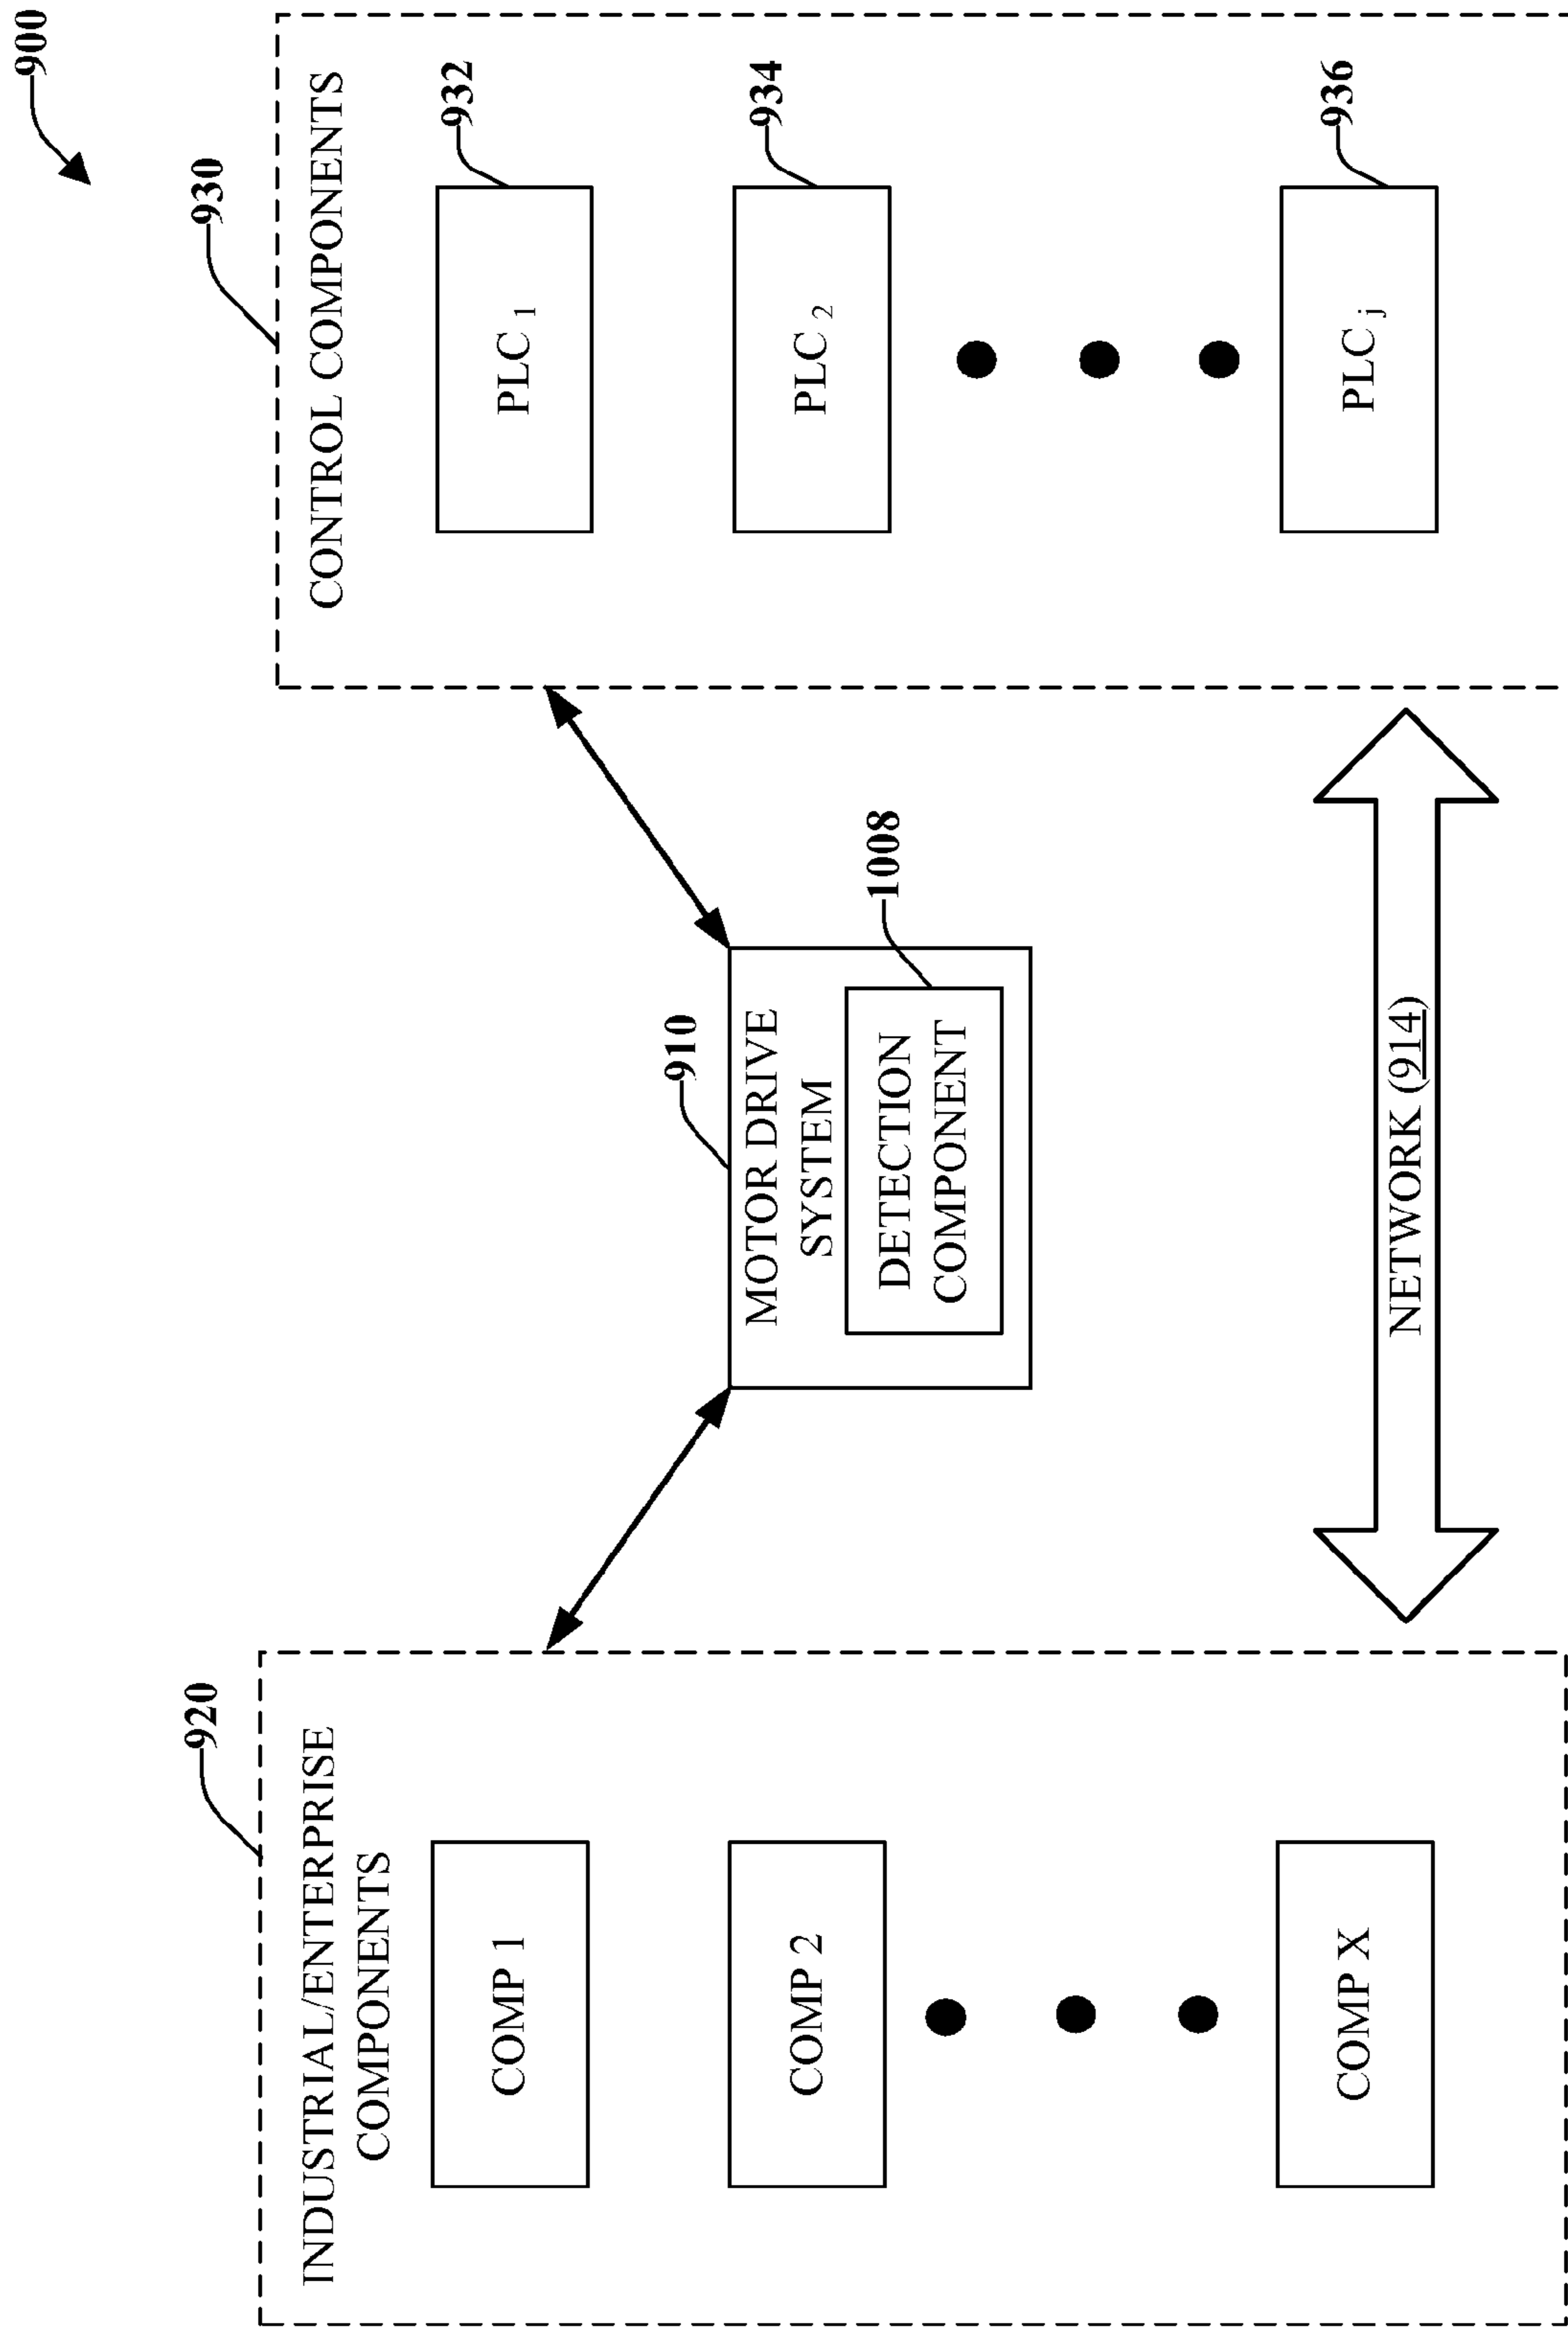 900
920
INDUSTRIAL/ENTERPRISE
COMPONENTS
COMP 1
COMP 2
COMP X
910
MOTOR DRIVE
SYSTEM
1008
DETECTION
COMPONENT
NETWORK (914)
930
CONTROL COMPONENTS
932
PLC 1
934
PLC 2
936
PLC j